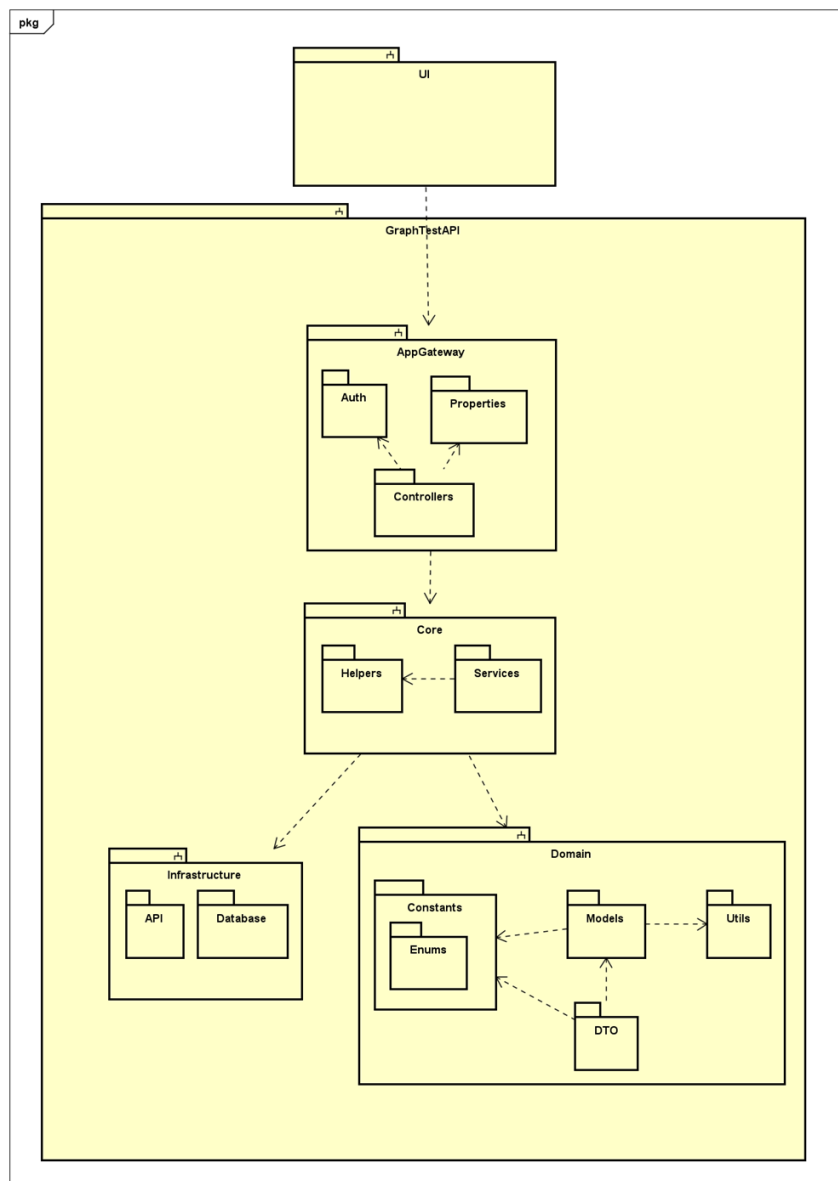 pkg
UI
GraphTestAPI
AppGateway
Auth
Properties
Controllers
Core
Helpers
Services
Infrastructure
API
Database
Domain
Constants
Enums
Models
Utils
DTO